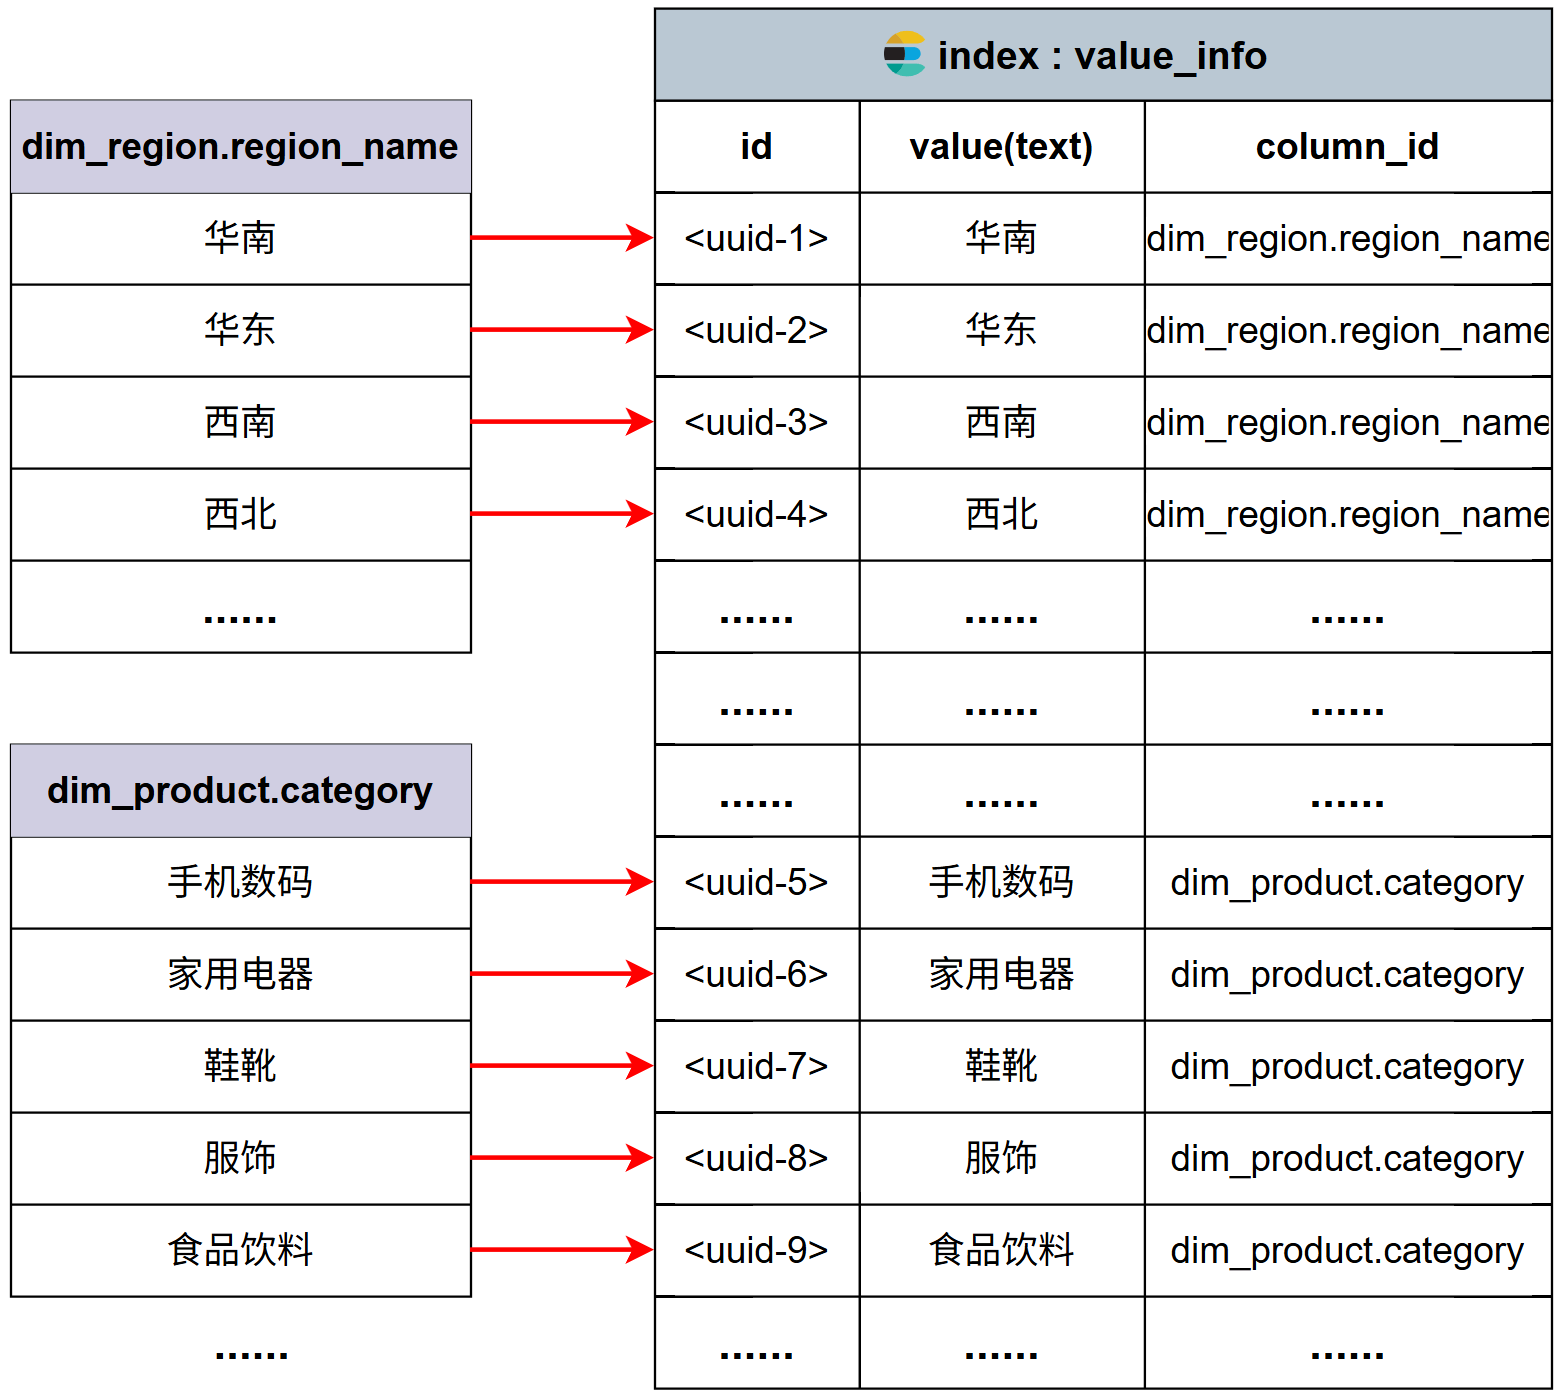 index : value_info
dim_region.region_name
id value(text) column_id
华南
<uuid-1> 华南 dim_region.region_name
华东
<uuid-2> 华东 dim_region.region_name
西南
<uuid-3> 西南 dim_region.region_name
西北
<uuid-4> 西北 dim_region.region_name
......
...... ...... ......
...... ...... ......
dim_product.category
...... ...... ......
手机数码
<uuid-5> 手机数码 dim_product.category
家用电器
<uuid-6> 家用电器 dim_product.category
鞋靴
<uuid-7> 鞋靴 dim_product.category
服饰
<uuid-8> 服饰 dim_product.category
食品饮料
<uuid-9> 食品饮料 dim_product.category
......
...... ...... ......